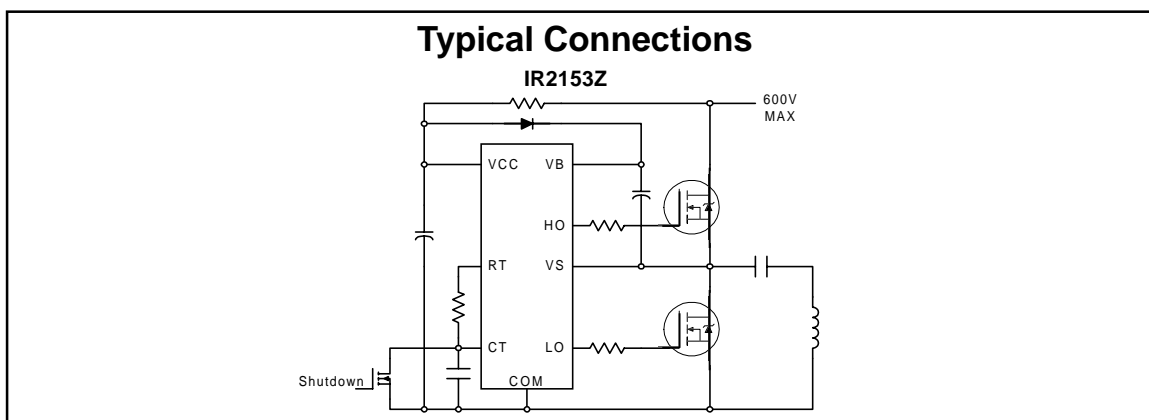 Typical Connections
IR2153Z
600V
MAX
VCC
VB
HO
RT
VS
CT
LO
COM
Shutdown